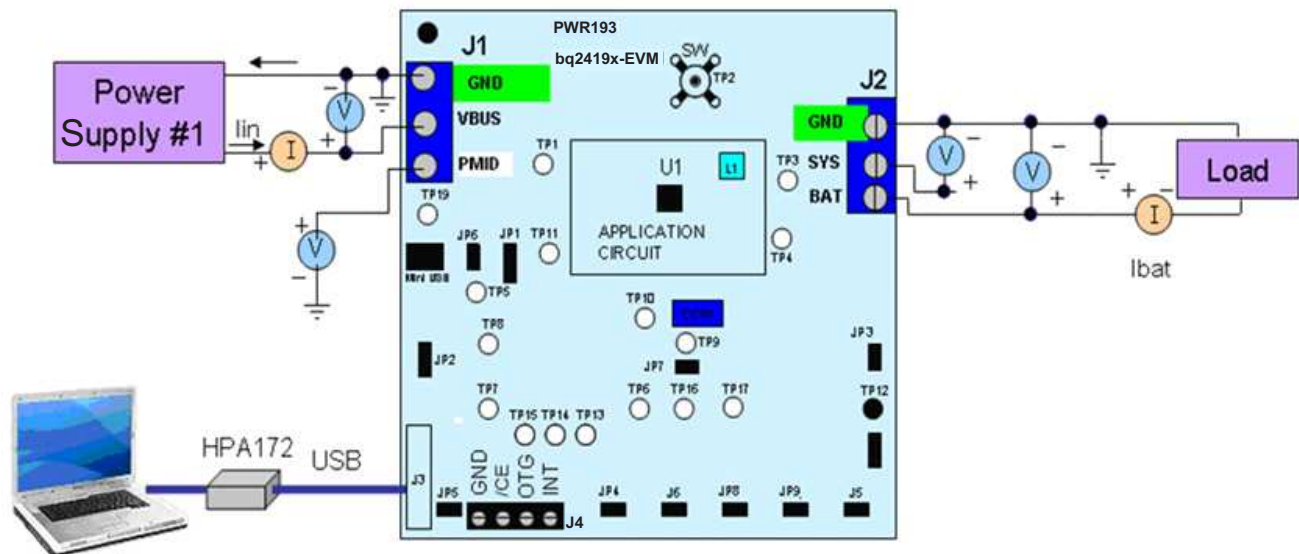 PWR193
bq2419x-EVM
SW
TP2
J1
GND
VBUS
PMID
Power
Supply #1
Iin
+
-
V
+
I
+
V
-
TP19
TP1
JP6
JP1
TP11
Mini USB
TP5
TP8
JP2
TP7
U1
L1
APPLICATION
CIRCUIT
TP3
TP4
J2
GND
SYS
BAT
-
V
+
-
V
+
+
I
-
Load
Ibat
TP10
TP9
JP7
JP3
TP6
TP16
TP17
TP12
TP15
TP14
TP13
HPA172
USB
J3
GND
/CE
OTG
INT
J4
JP5
JP4
J6
JP8
JP9
J5